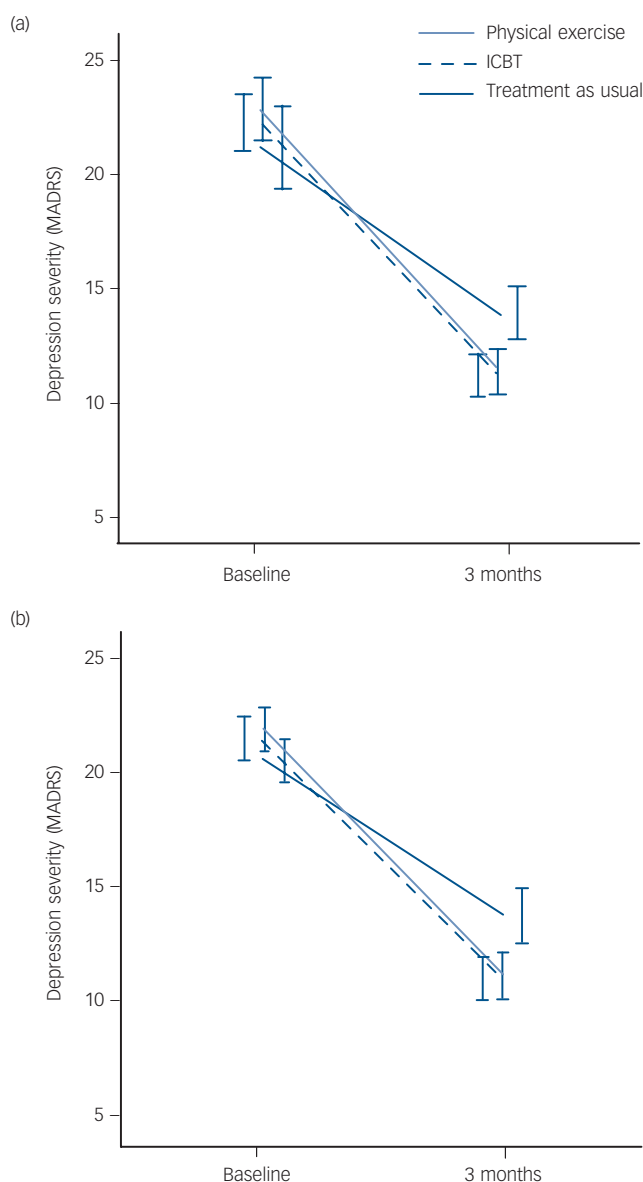 (a)
Physical exercise
ICBT
Treatment as usual
25
20
15
10
5
Depression severity (MADRS)
Baseline
3 months
(b)
25
20
15
10
5
Depression severity (MADRS)
Baseline
3 months